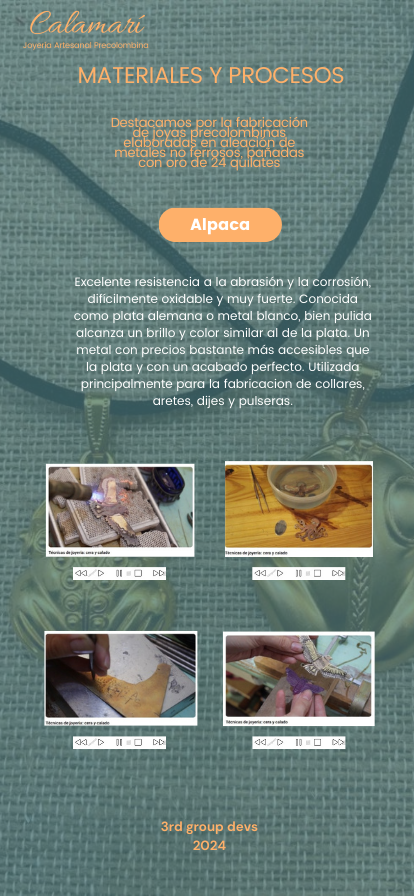 Calamarí
Joyería Artesanal Precolombina
MATERIALES Y PROCESOS
Destacamos por la fabricación
de joyas precolombinas
elaboradas en aleación de
metales no ferrosos, bañadas
con oro de 24 quilates
Alpaca
Excelente resistencia a la abrasión y la corrosión,
difícilmente oxidable y muy fuerte. Conocida
como plata alemana o metal blanco, bien pulida
alcanza un brillo y color similar al de la plata. Un
metal con precios bastante más accesibles que
la plata y con un acabado perfecto. Utilizada
principalmente para la fabricacion de collares,
aretes, dijes y pulseras.
Técnicas de joyería: cera y calado
Técnicas de joyería: cera y calado
Técnicas de joyería: cera y calado
Técnicas de joyería: cera y calado
3rd group devs
2024